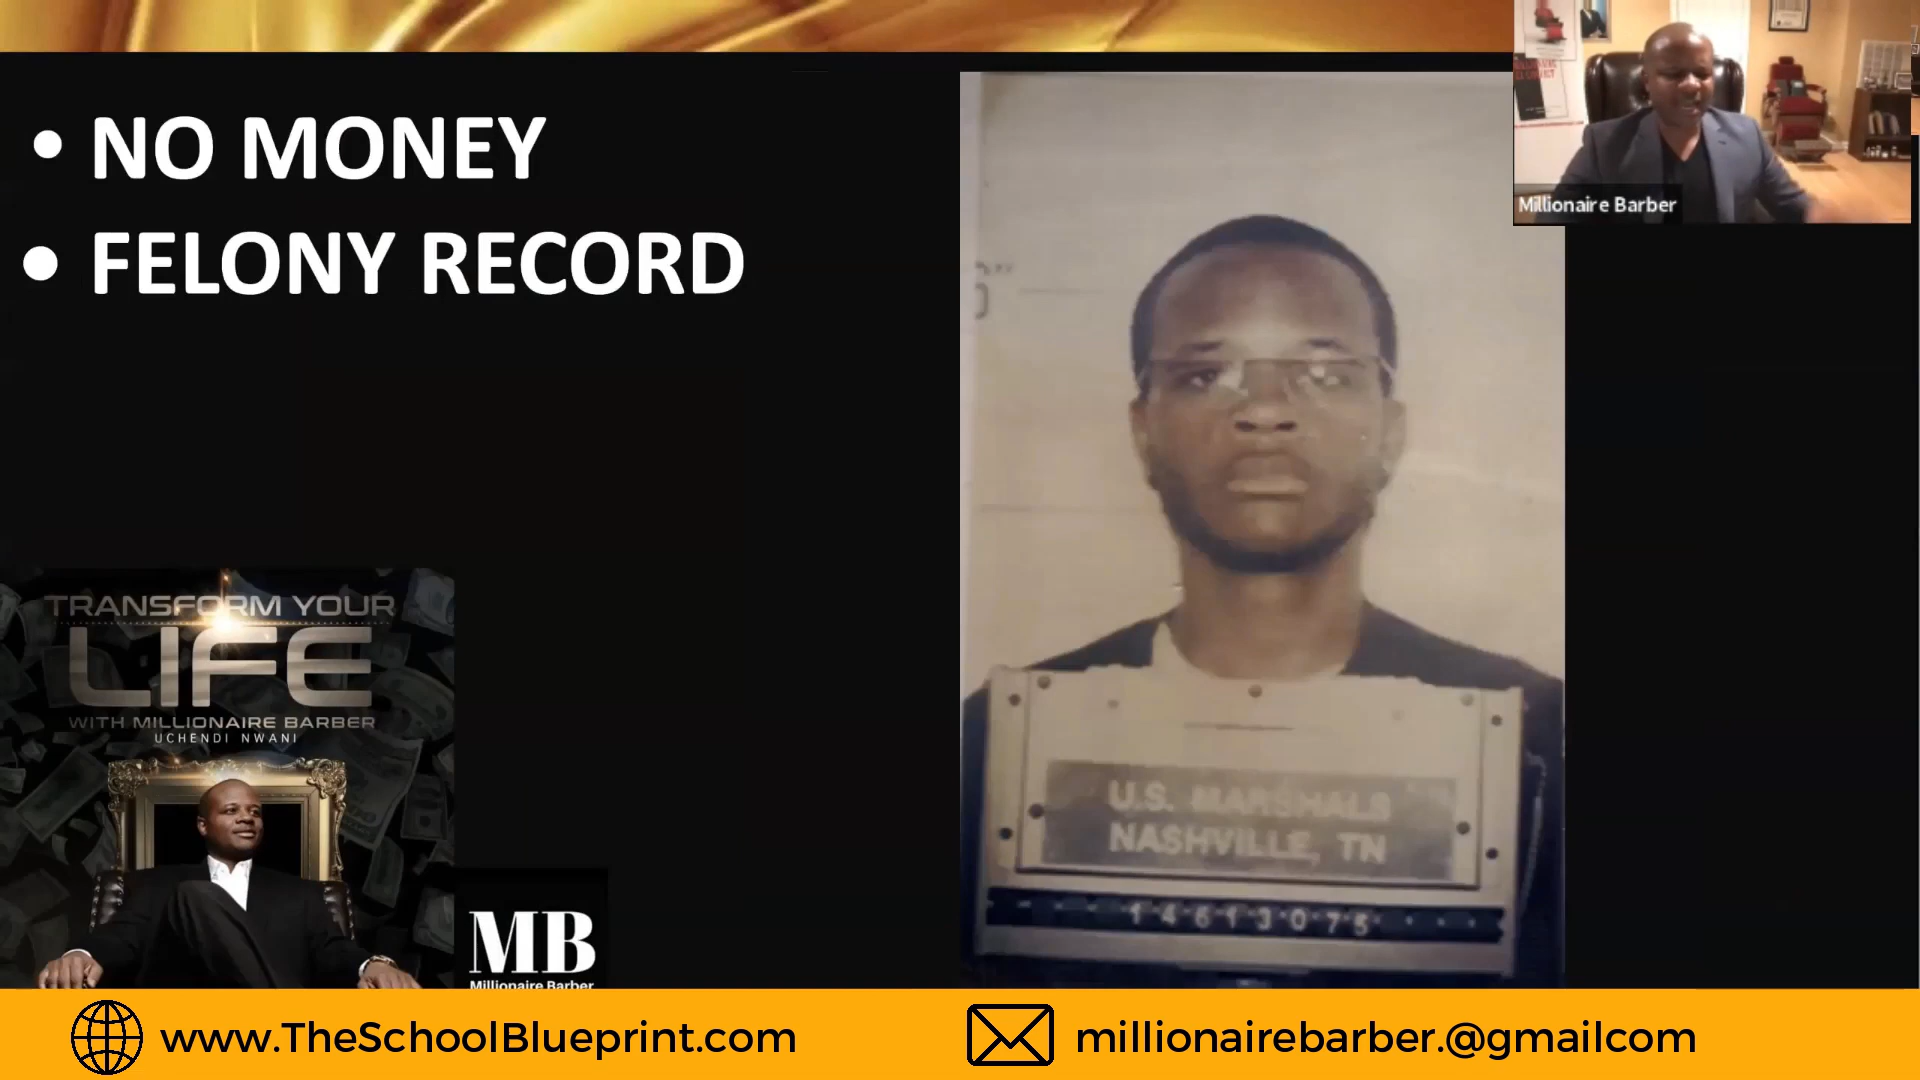 • NO MONEY
• FELONY RECORD
Millionaire Barber
TRANSFORM YOUR
LIFE
WITH MILLIONAIRE BARBER
UCHENDI NWANI
MB
Millionaire Barber
U.S. MARSHALS
NASHVILLE, TN
14613075
www.TheSchoolBlueprint.com
millionairebarber.@gmailcom